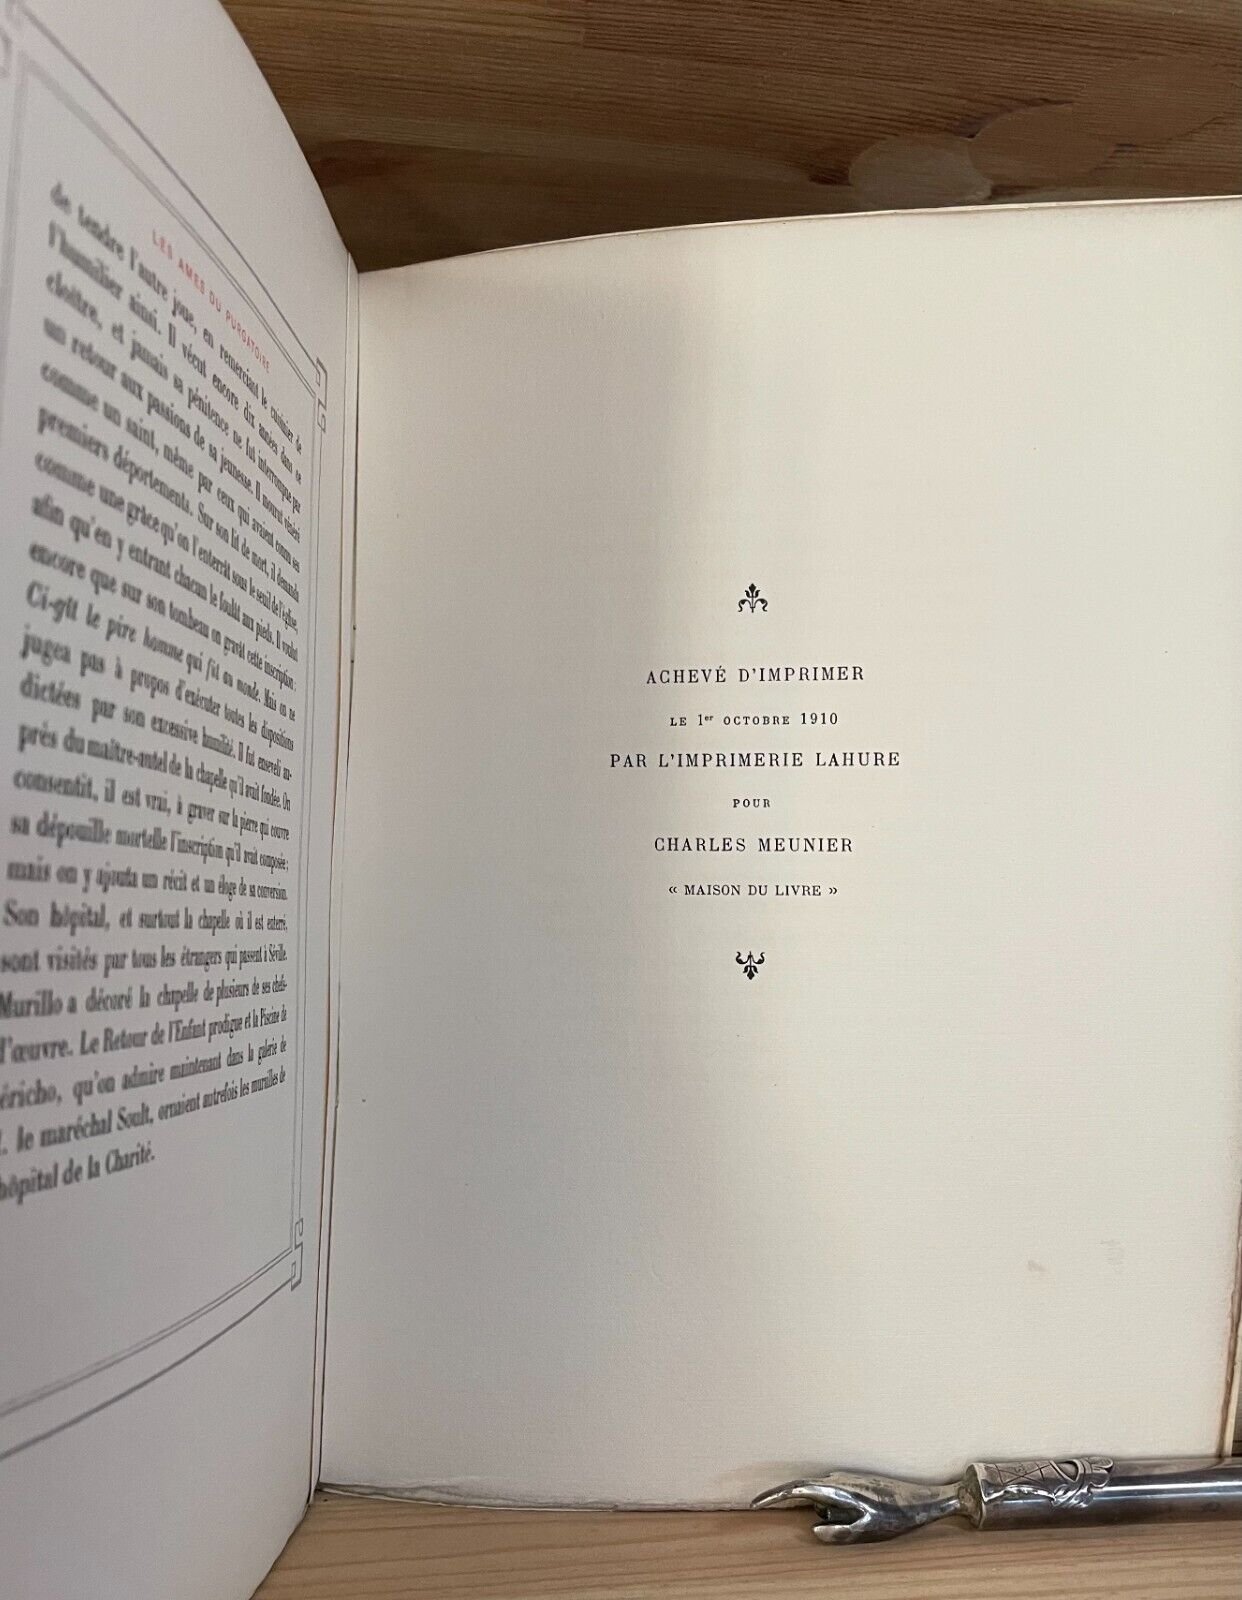 LES AMES DU PURGATOIRE
de tendre l'autre joue, en remerciant le cuisinier de
l'humilier ainsi. Il vécut encore dix années dans ce
cloître, et jamais sa pénitence ne fut interrompue par
un retour aux passions de sa jeunesse. Il mourut vénéré
comme un saint, même par ceux qui avaient connu ses
premiers déportements. Sur son lit de mort, il demanda
comme une grâce qu'on l'enterrât sous le seuil de l'église,
afin qu'en y entrant chacun le foulât aux pieds. Il voulut
encore que sur son tombeau on gravât cette inscription :
Ci-gît le pire homme qui fût au monde. Mais on ne
jugea pas à propos d'exécuter toutes les dispositions
dictées par son excessive humilité. Il fut enseveli au-
près du maître-autel de la chapelle qu'il avait fondée. On
consentit, il est vrai, à graver sur la pierre qui couvre
sa dépouille mortelle l'inscription qu'il avait composée;
mais on y ajouta un récit et un éloge de sa conversion.
Son hôpital, et surtout la chapelle où il est enterré,
sont visités par tous les étrangers qui passent à Séville.
Murillo a décoré la chapelle de plusieurs de ses chefs-
d'œuvre. Le Retour de l'Enfant prodigue et la Piscine de
éricho, qu'on admire maintenant dans la galerie de
. le maréchal Soult, ornaient autrefois les murailles de
hôpital de la Charité.
ACHEVÉ D'IMPRIMER
LE 1er OCTOBRE 1910
PAR L'IMPRIMERIE LAHURE
POUR
CHARLES MEUNIER
« MAISON DU LIVRE »